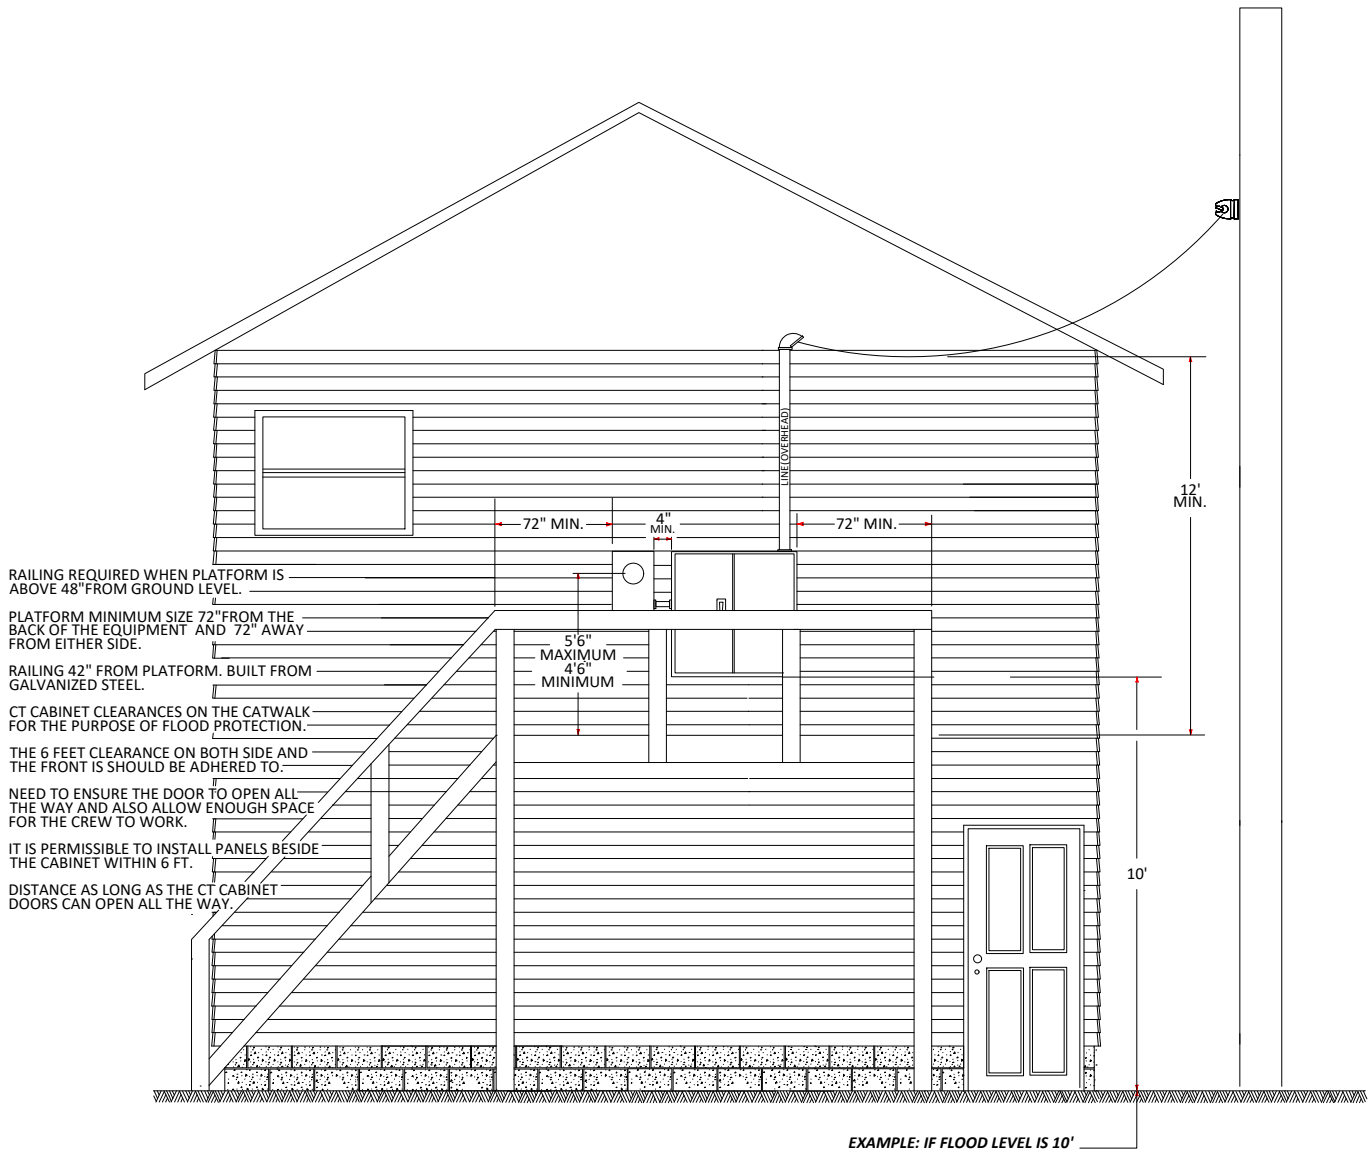 LINE(OVERHEAD)
12'
MIN.
72" MIN.
4"
MIN.
72" MIN.
RAILING REQUIRED WHEN PLATFORM IS
ABOVE 48"FROM GROUND LEVEL.
PLATFORM MINIMUM SIZE 72"FROM THE
BACK OF THE EQUIPMENT AND 72" AWAY
FROM EITHER SIDE.
RAILING 42" FROM PLATFORM. BUILT FROM
GALVANIZED STEEL.
CT CABINET CLEARANCES ON THE CATWALK
FOR THE PURPOSE OF FLOOD PROTECTION.
THE 6 FEET CLEARANCE ON BOTH SIDE AND
THE FRONT IS SHOULD BE ADHERED TO.
NEED TO ENSURE THE DOOR TO OPEN ALL
THE WAY AND ALSO ALLOW ENOUGH SPACE
FOR THE CREW TO WORK.
IT IS PERMISSIBLE TO INSTALL PANELS BESIDE
THE CABINET WITHIN 6 FT.
DISTANCE AS LONG AS THE CT CABINET
DOORS CAN OPEN ALL THE WAY.
5'6"
MAXIMUM
4'6"
MINIMUM
10'
EXAMPLE: IF FLOOD LEVEL IS 10'